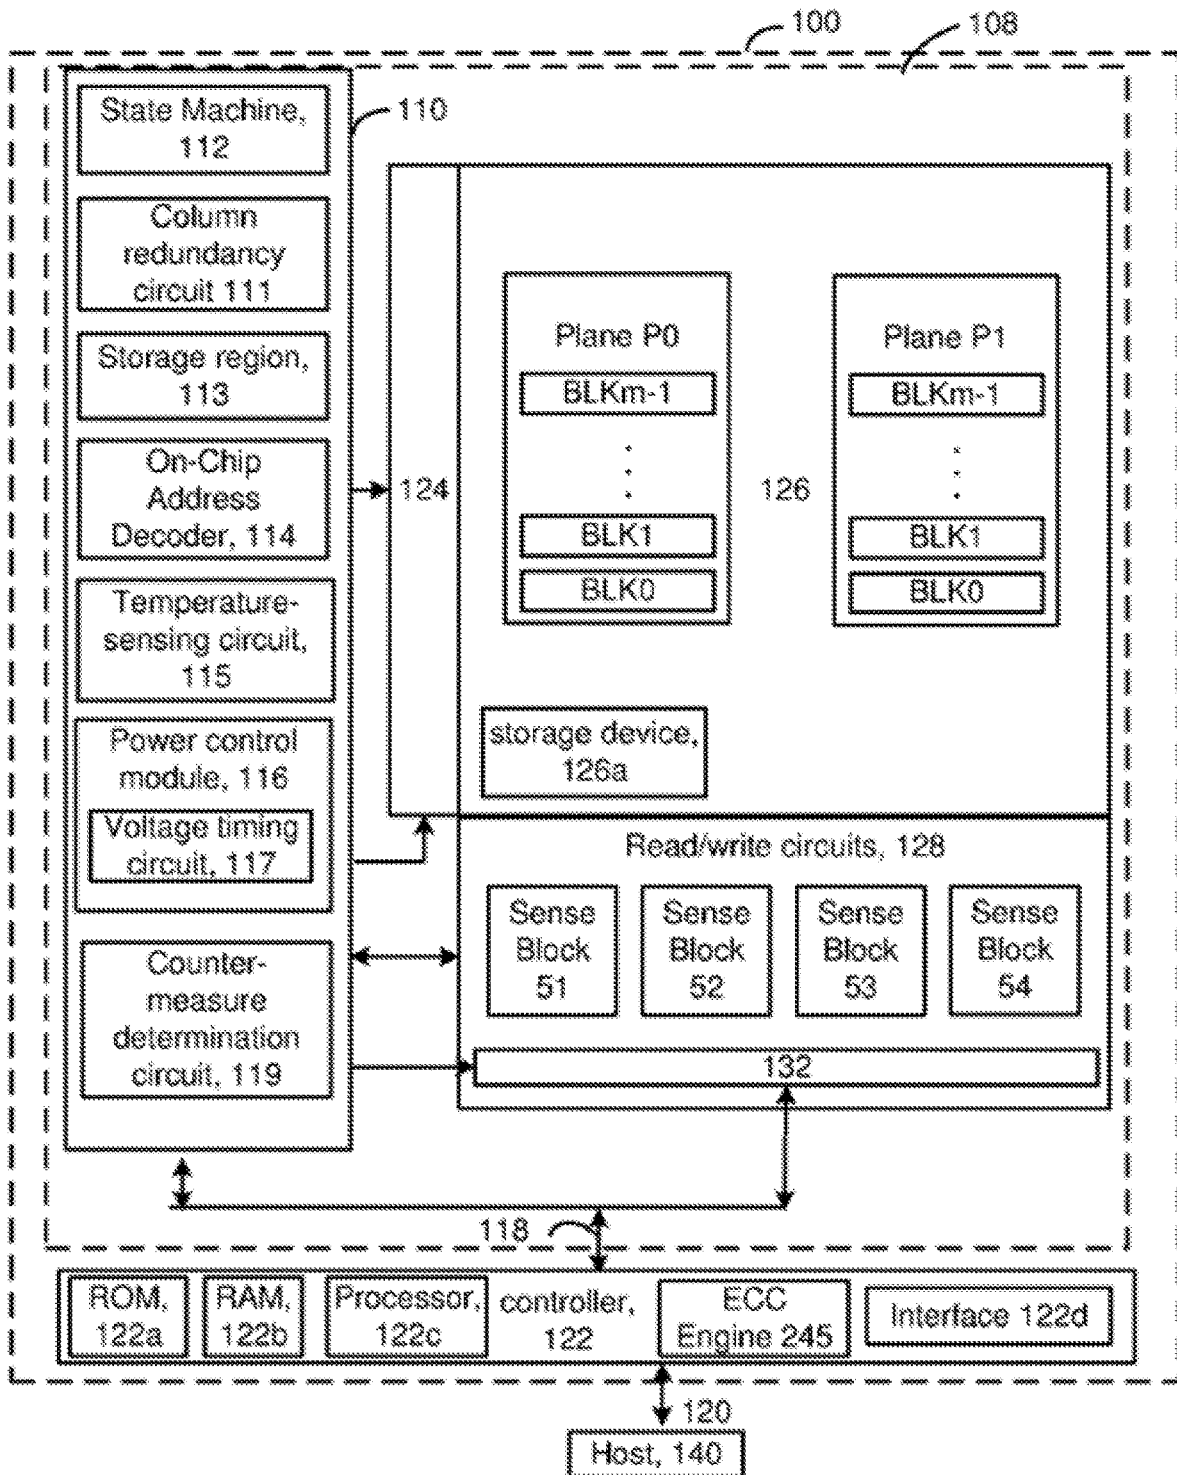 100
108
110
State Machine,
112
Column
redundancy
circuit 111
Storage region,
113
On-Chip
Address
Decoder, 114
Temperature-
sensing circuit,
115
Power control
module, 116
Voltage timing
circuit, 117
Counter-
measure
determination
circuit, 119
124
Plane P0
BLKm-1
BLK1
BLK0
126
Plane P1
BLKm-1
BLK1
BLK0
storage device,
126a
Read/write circuits, 128
Sense
Block
51
Sense
Block
52
Sense
Block
53
Sense
Block
54
132
118
ROM,
122a
RAM,
122b
Processor,
122c
controller,
122
ECC
Engine 245
Interface 122d
120
Host, 140